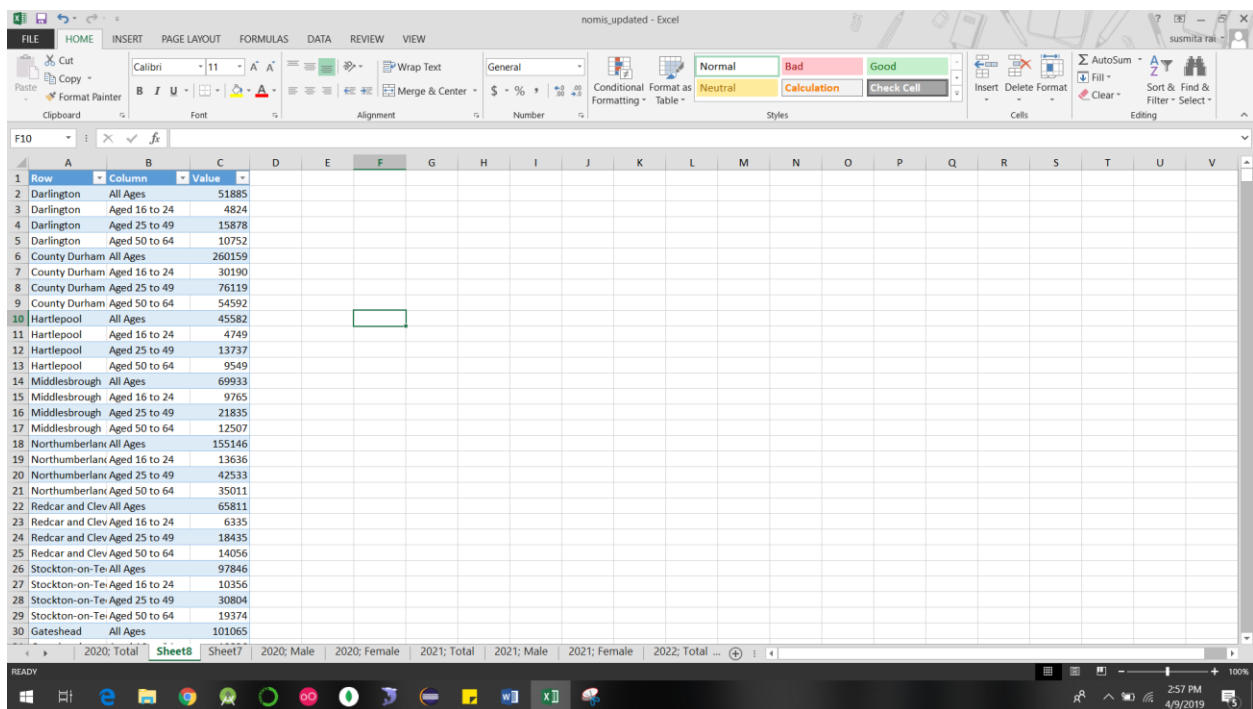 nomis_updated - Excel
FILE HOME INSERT PAGE LAYOUT FORMULAS DATA REVIEW VIEW
susmita rai
Cut
Copy
Format Painter
Paste
Clipboard
Calibri 11
B I U
Font
Wrap Text
Merge & Center
Alignment
General
$ % ,
Number
Conditional Formatting
Format as Table
Normal Bad Good
Neutral Calculation Check Cell
Styles
Insert Delete Format
Cells
AutoSum
Fill
Clear
Sort & Filter
Find & Select
Editing
F10
fx
A B C D E F G H I J K L M N O P Q R S T U V
1 Row Column Value
2 Darlington All Ages 51885
3 Darlington Aged 16 to 24 4824
4 Darlington Aged 25 to 49 15878
5 Darlington Aged 50 to 64 10752
6 County Durham All Ages 260159
7 County Durham Aged 16 to 24 30190
8 County Durham Aged 25 to 49 76119
9 County Durham Aged 50 to 64 54592
10 Hartlepool All Ages 45582
11 Hartlepool Aged 16 to 24 4749
12 Hartlepool Aged 25 to 49 13737
13 Hartlepool Aged 50 to 64 9549
14 Middlesbrough All Ages 69933
15 Middlesbrough Aged 16 to 24 9765
16 Middlesbrough Aged 25 to 49 21835
17 Middlesbrough Aged 50 to 64 12507
18 Northumberland All Ages 155146
19 Northumberland Aged 16 to 24 13636
20 Northumberland Aged 25 to 49 42533
21 Northumberland Aged 50 to 64 35011
22 Redcar and Clev All Ages 65811
23 Redcar and Clev Aged 16 to 24 6335
24 Redcar and Clev Aged 25 to 49 18435
25 Redcar and Clev Aged 50 to 64 14056
26 Stockton-on-Te All Ages 97846
27 Stockton-on-Te Aged 16 to 24 10356
28 Stockton-on-Te Aged 25 to 49 30804
29 Stockton-on-Te Aged 50 to 64 19374
30 Gateshead All Ages 101065
2020; Total Sheet8 Sheet7 2020; Male 2020; Female 2021; Total 2021; Male 2021; Female 2022; Total ...
READY
100%
2:57 PM
4/9/2019